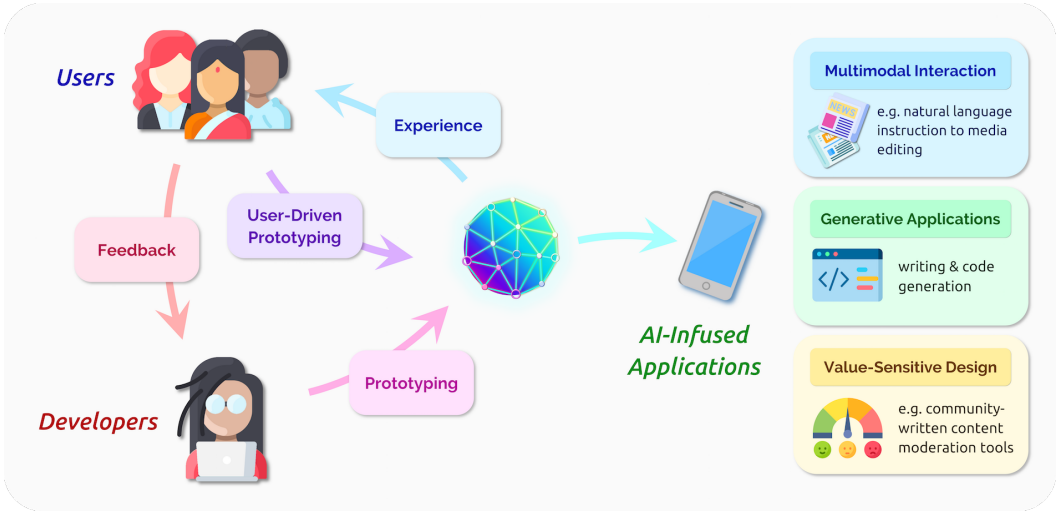 Users
Experience
User-Driven
Prototyping
Feedback
Prototyping
Developers
AI-Infused
Applications
Multimodal Interaction
NEWS
e.g. natural language
instruction to media
editing
Generative Applications
</>
writing & code
generation
Value-Sensitive Design
e.g. community-
written content
moderation tools